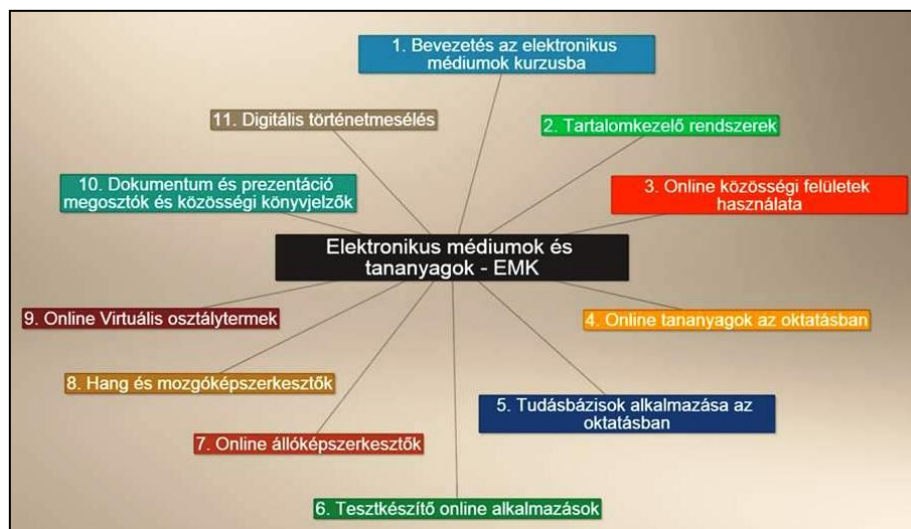 1. Bevezetés az elektronikus
médiumok kurzusba
2. Tartalomkezelő rendszerek
3. Online közösségi felületek
használata
4. Online tananyagok az oktatásban
5. Tudásbázisok alkalmazása az
oktatásban
6. Tesztkészítő online alkalmazások
7. Online állóképszerkesztők
8. Hang és mozgóképszerkesztők
9. Online Virtuális osztálytermek
10. Dokumentum és prezentáció
megosztók és közösségi könyvjelzők
11. Digitális történetmesélés
Elektronikus médiumok és
tananyagok - EMK